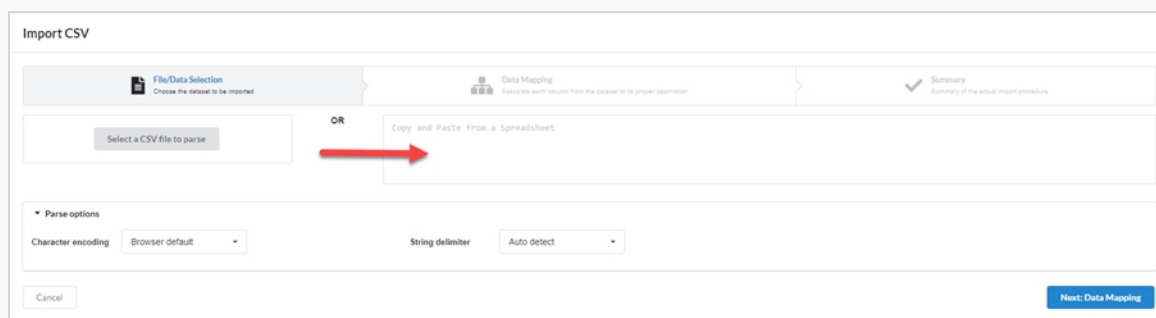 Import CSV
File/Data Selection
Choose the dataset to be imported
Data Mapping
Associate each column from the dataset to its proper destination
Summary
Summary of the actual import procedure
Select a CSV file to parse
OR
Copy and Paste from a Spreadsheet
Parse options
Character encoding
Browser default
String delimiter
Auto detect
Cancel
Next: Data Mapping